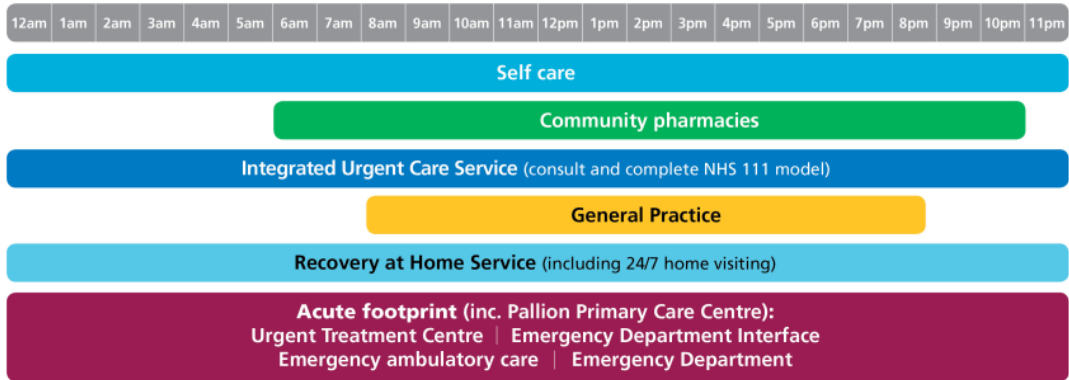 12am 1am 2am 3am 4am 5am 6am 7am 8am 9am 10am 11am 12pm 1pm 2pm 3pm 4pm 5pm 6pm 7pm 8pm 9pm 10pm 11pm
Self care
Community pharmacies
Integrated Urgent Care Service (consult and complete NHS 111 model)
General Practice
Recovery at Home Service (including 24/7 home visiting)
Acute footprint (inc. Pallion Primary Care Centre):
Urgent Treatment Centre | Emergency Department Interface
Emergency ambulatory care | Emergency Department